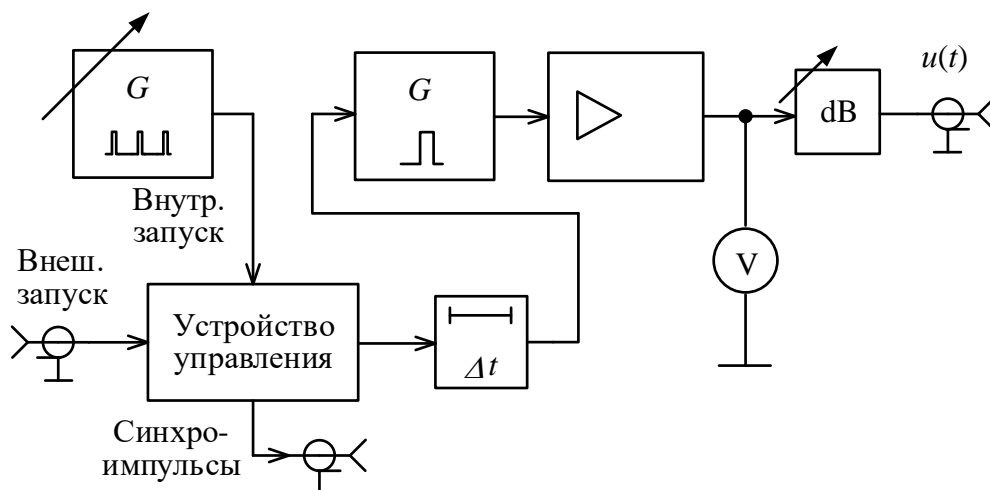 G
G
u(t)
dB
Внутр.
запуск
Внеш.
запуск
V
Устройство
управления
Δt
Синхро-
импульсы